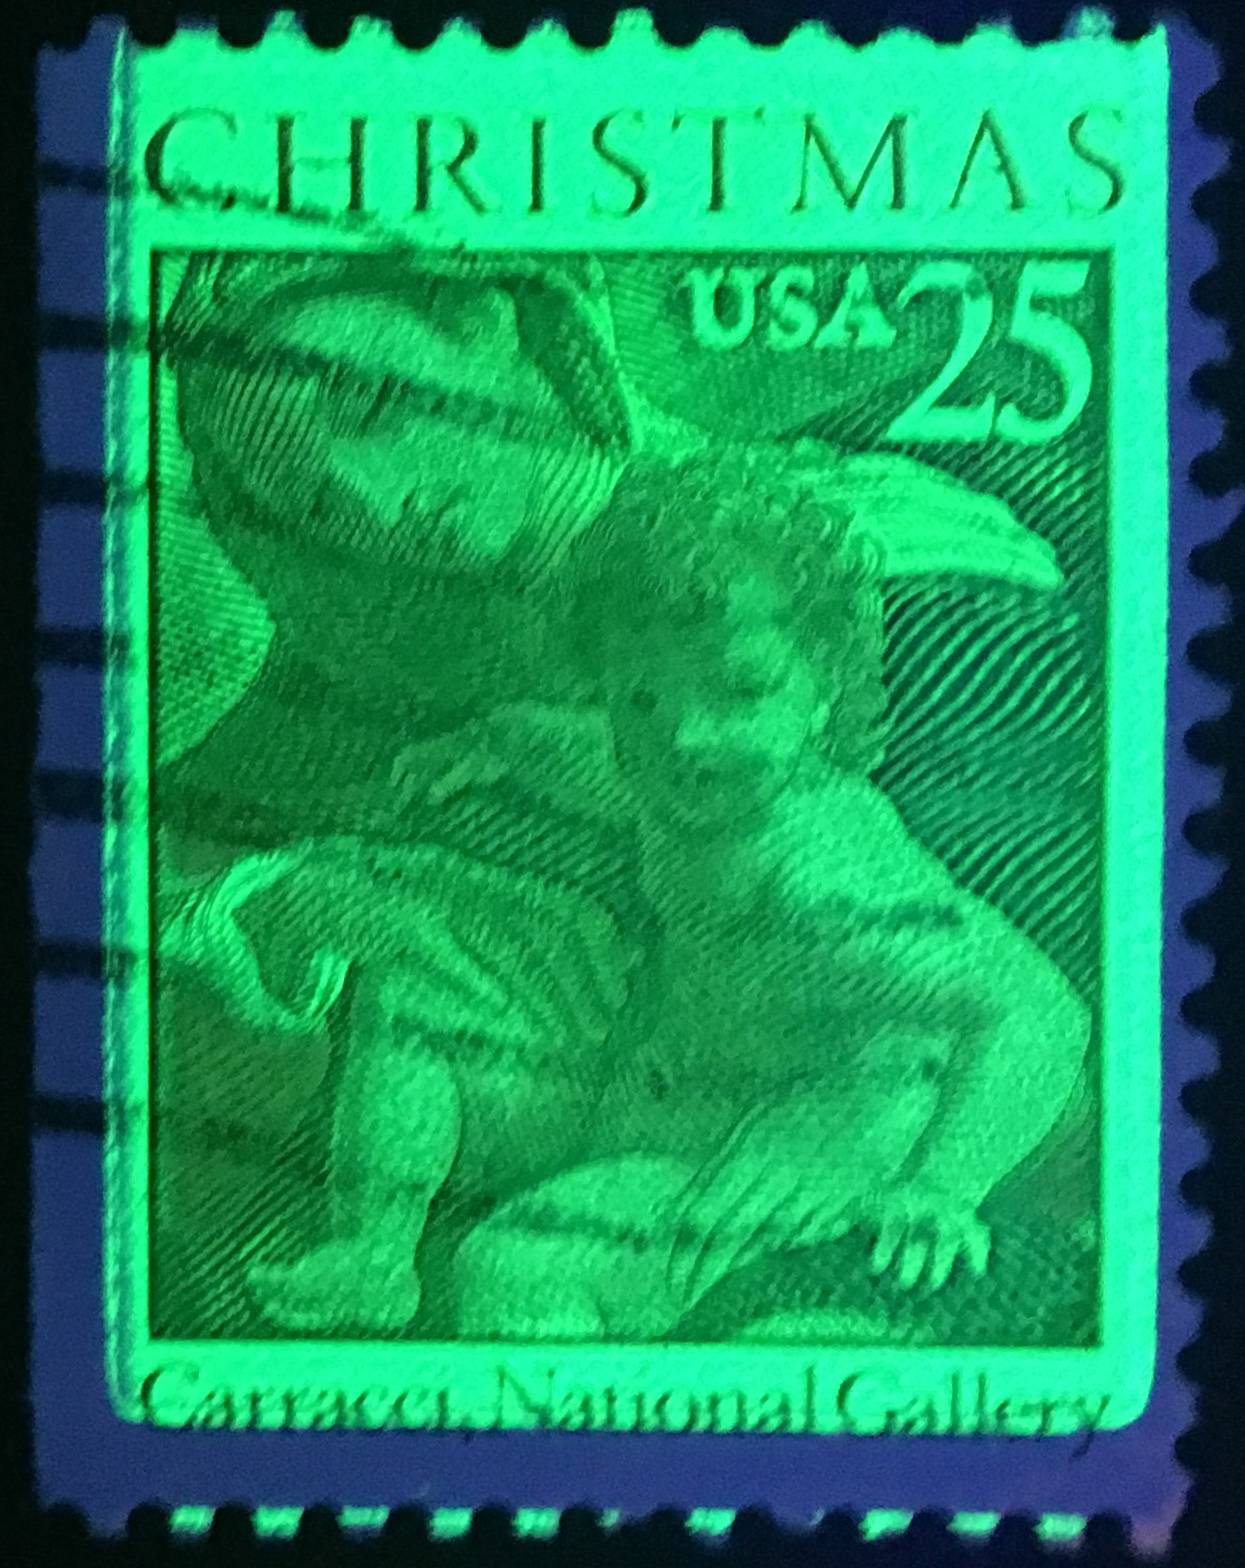 CHRISTMAS
USA 25
Carracci, National Gallery